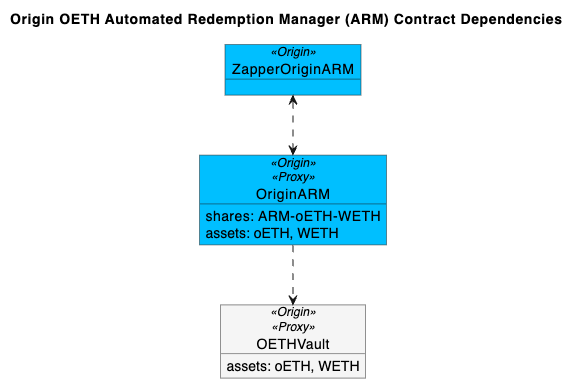 Origin OETH Automated Redemption Manager (ARM) Contract Dependencies
«Origin»
ZapperOriginARM
«Origin»
«Proxy»
OriginARM
shares: ARM-oETH-WETH
assets: oETH, WETH
«Origin»
«Proxy»
OETHVault
assets: oETH, WETH